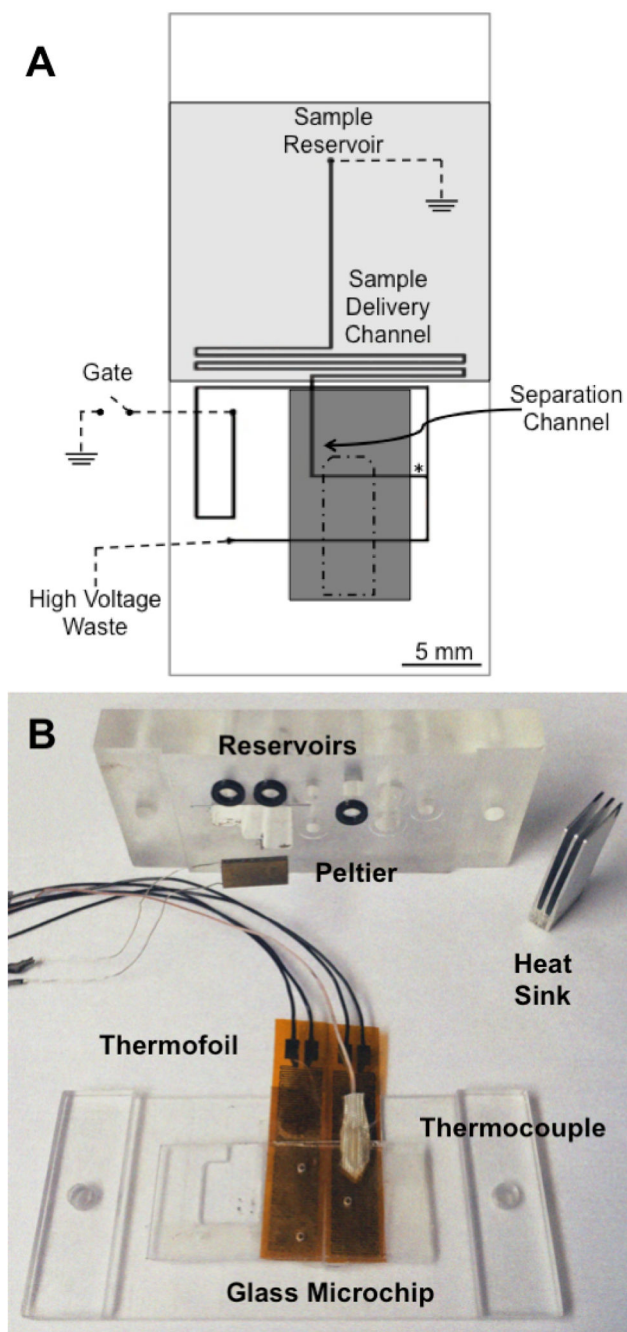 A
Sample
Reservoir
Sample
Delivery
Channel
Gate
Separation
Channel
*
High Voltage
Waste
5 mm
B
Reservoirs
Peltier
Heat
Sink
Thermofoil
Thermocouple
Glass Microchip